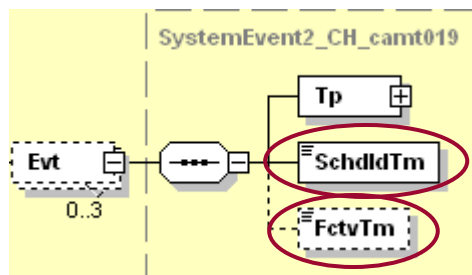 SystemEvent2_CH_camt019
Tp
Evt
SchdldTm
0..3
FctvTm